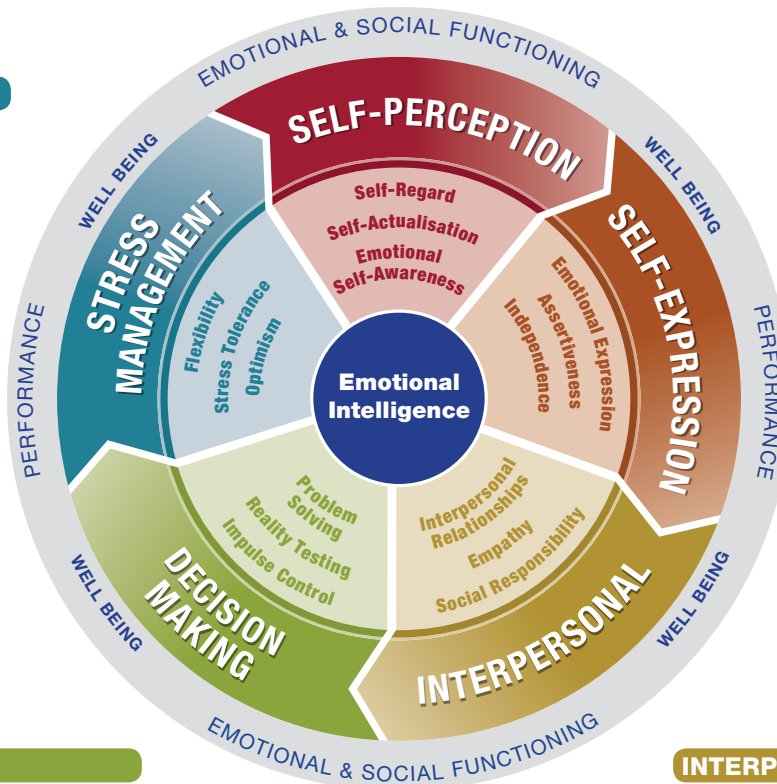 EMOTIONAL & SOCIAL FUNCTIONING
WELL BEING
WELL BEING
PERFORMANCE
PERFORMANCE
SELF-PERCEPTION
Self-Regard
Self-Actualisation
Emotional
Self-Awareness
SELF-EXPRESSION
Emotional Expression
Assertiveness
Independence
STRESS
MANAGEMENT
Flexibility
Stress Tolerance
Optimism
Emotional
Intelligence
Interpersonal
Relationships
Empathy
Social Responsibility
INTERPERSONAL
Problem
Solving
Reality Testing
Impulse Control
DECISION
MAKING
WELL BEING
WELL BEING
EMOTIONAL & SOCIAL FUNCTIONING
INTERP